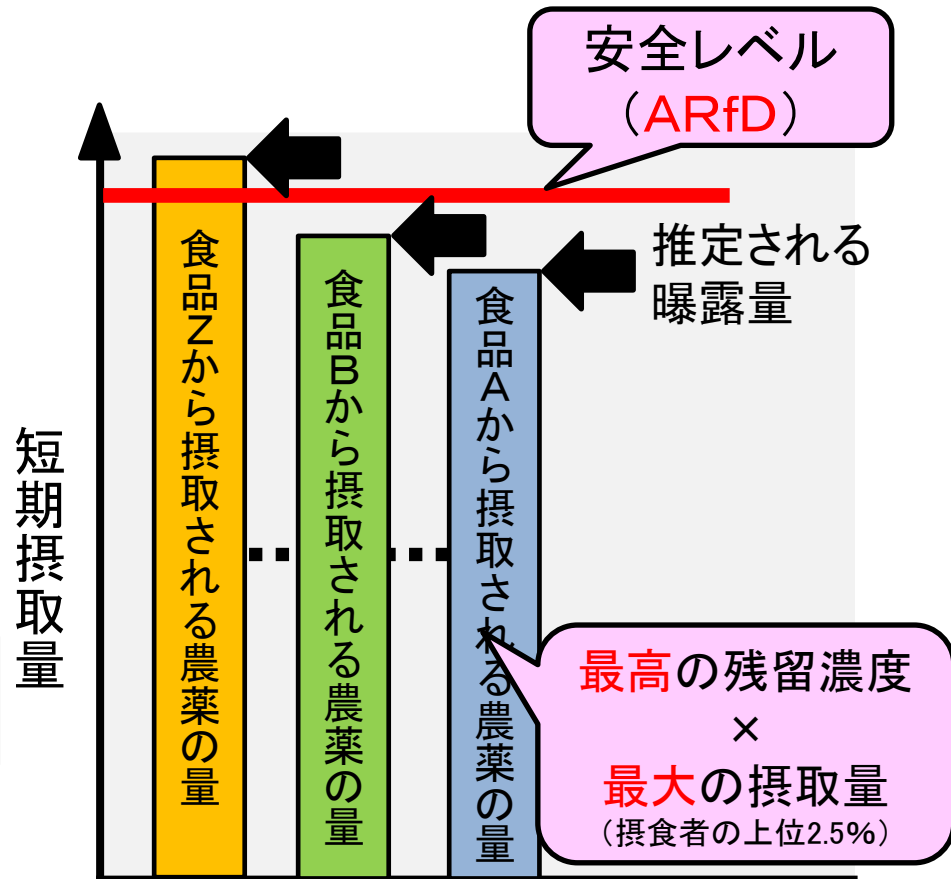 安全レベル
（ARfD）
推定される
曝露量
短期摂取量
食品Zから摂取される農薬の量
食品Bから摂取される農薬の量
食品Aから摂取される農薬の量
最高の残留濃度
×
最大の摂取量
（摂食者の上位2.5%）